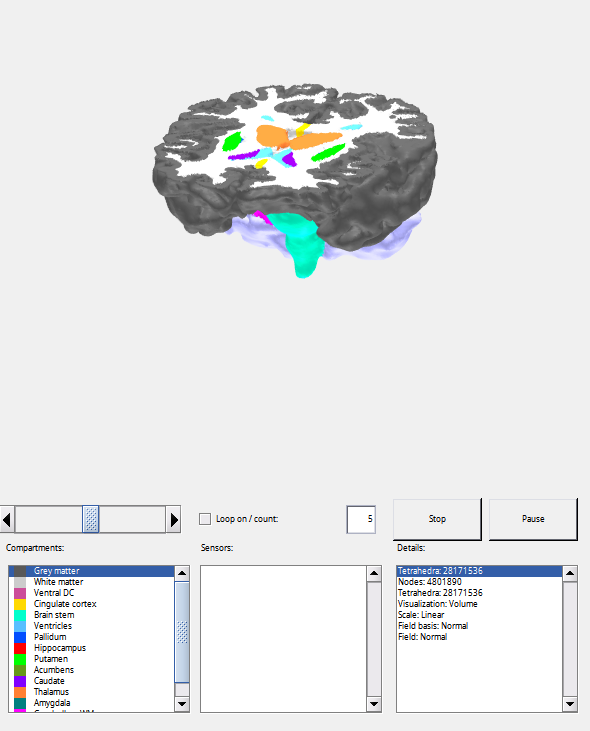 Loop on / count:
5
Stop
Pause
Compartments:
Sensors:
Details:
Grey matter
White matter
Ventral DC
Cingulate cortex
Brain stem
Ventricles
Pallidum
Hippocampus
Putamen
Acumbens
Caudate
Thalamus
Amygdala
Tetrahedra: 28171536
Nodes: 4801890
Tetrahedra: 28171536
Visualization: Volume
Scale: Linear
Field basis: Normal
Field: Normal